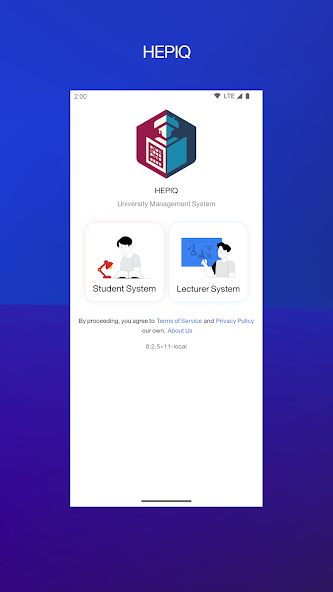 HEPIQ
2:00 LTE
HEPIQ
University Management System
Student System
Lecturer System
By proceeding, you agree to Terms of Service and Privacy Policy
our own. About Us
0.2.5+11-local